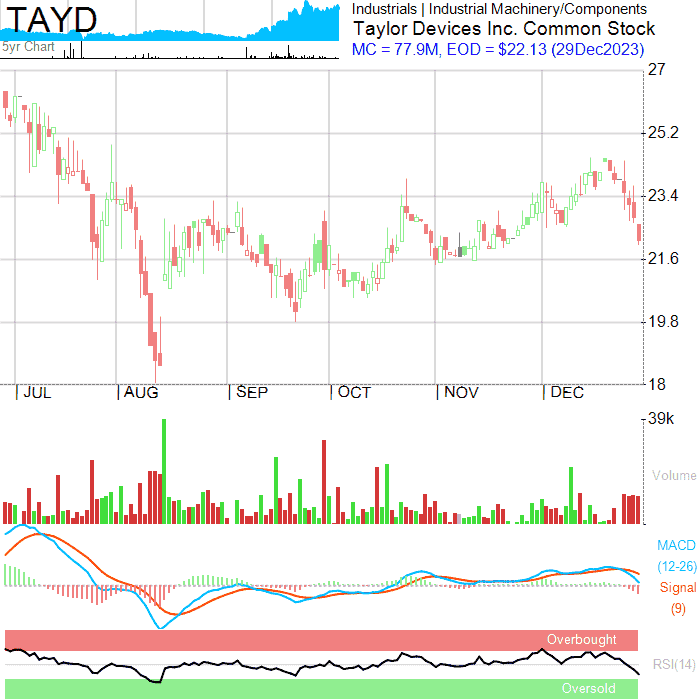 TAYD
5yr Chart
Industrials | Industrial Machinery/Components
Taylor Devices Inc. Common Stock
MC = 77.9M, EOD = $22.13 (29Dec2023)
27
25.2
23.4
21.6
19.8
18
JUL
AUG
SEP
OCT
NOV
DEC
39k
Volume
MACD
(12-26)
Signal
(9)
Overbought
RSI(14)
Oversold